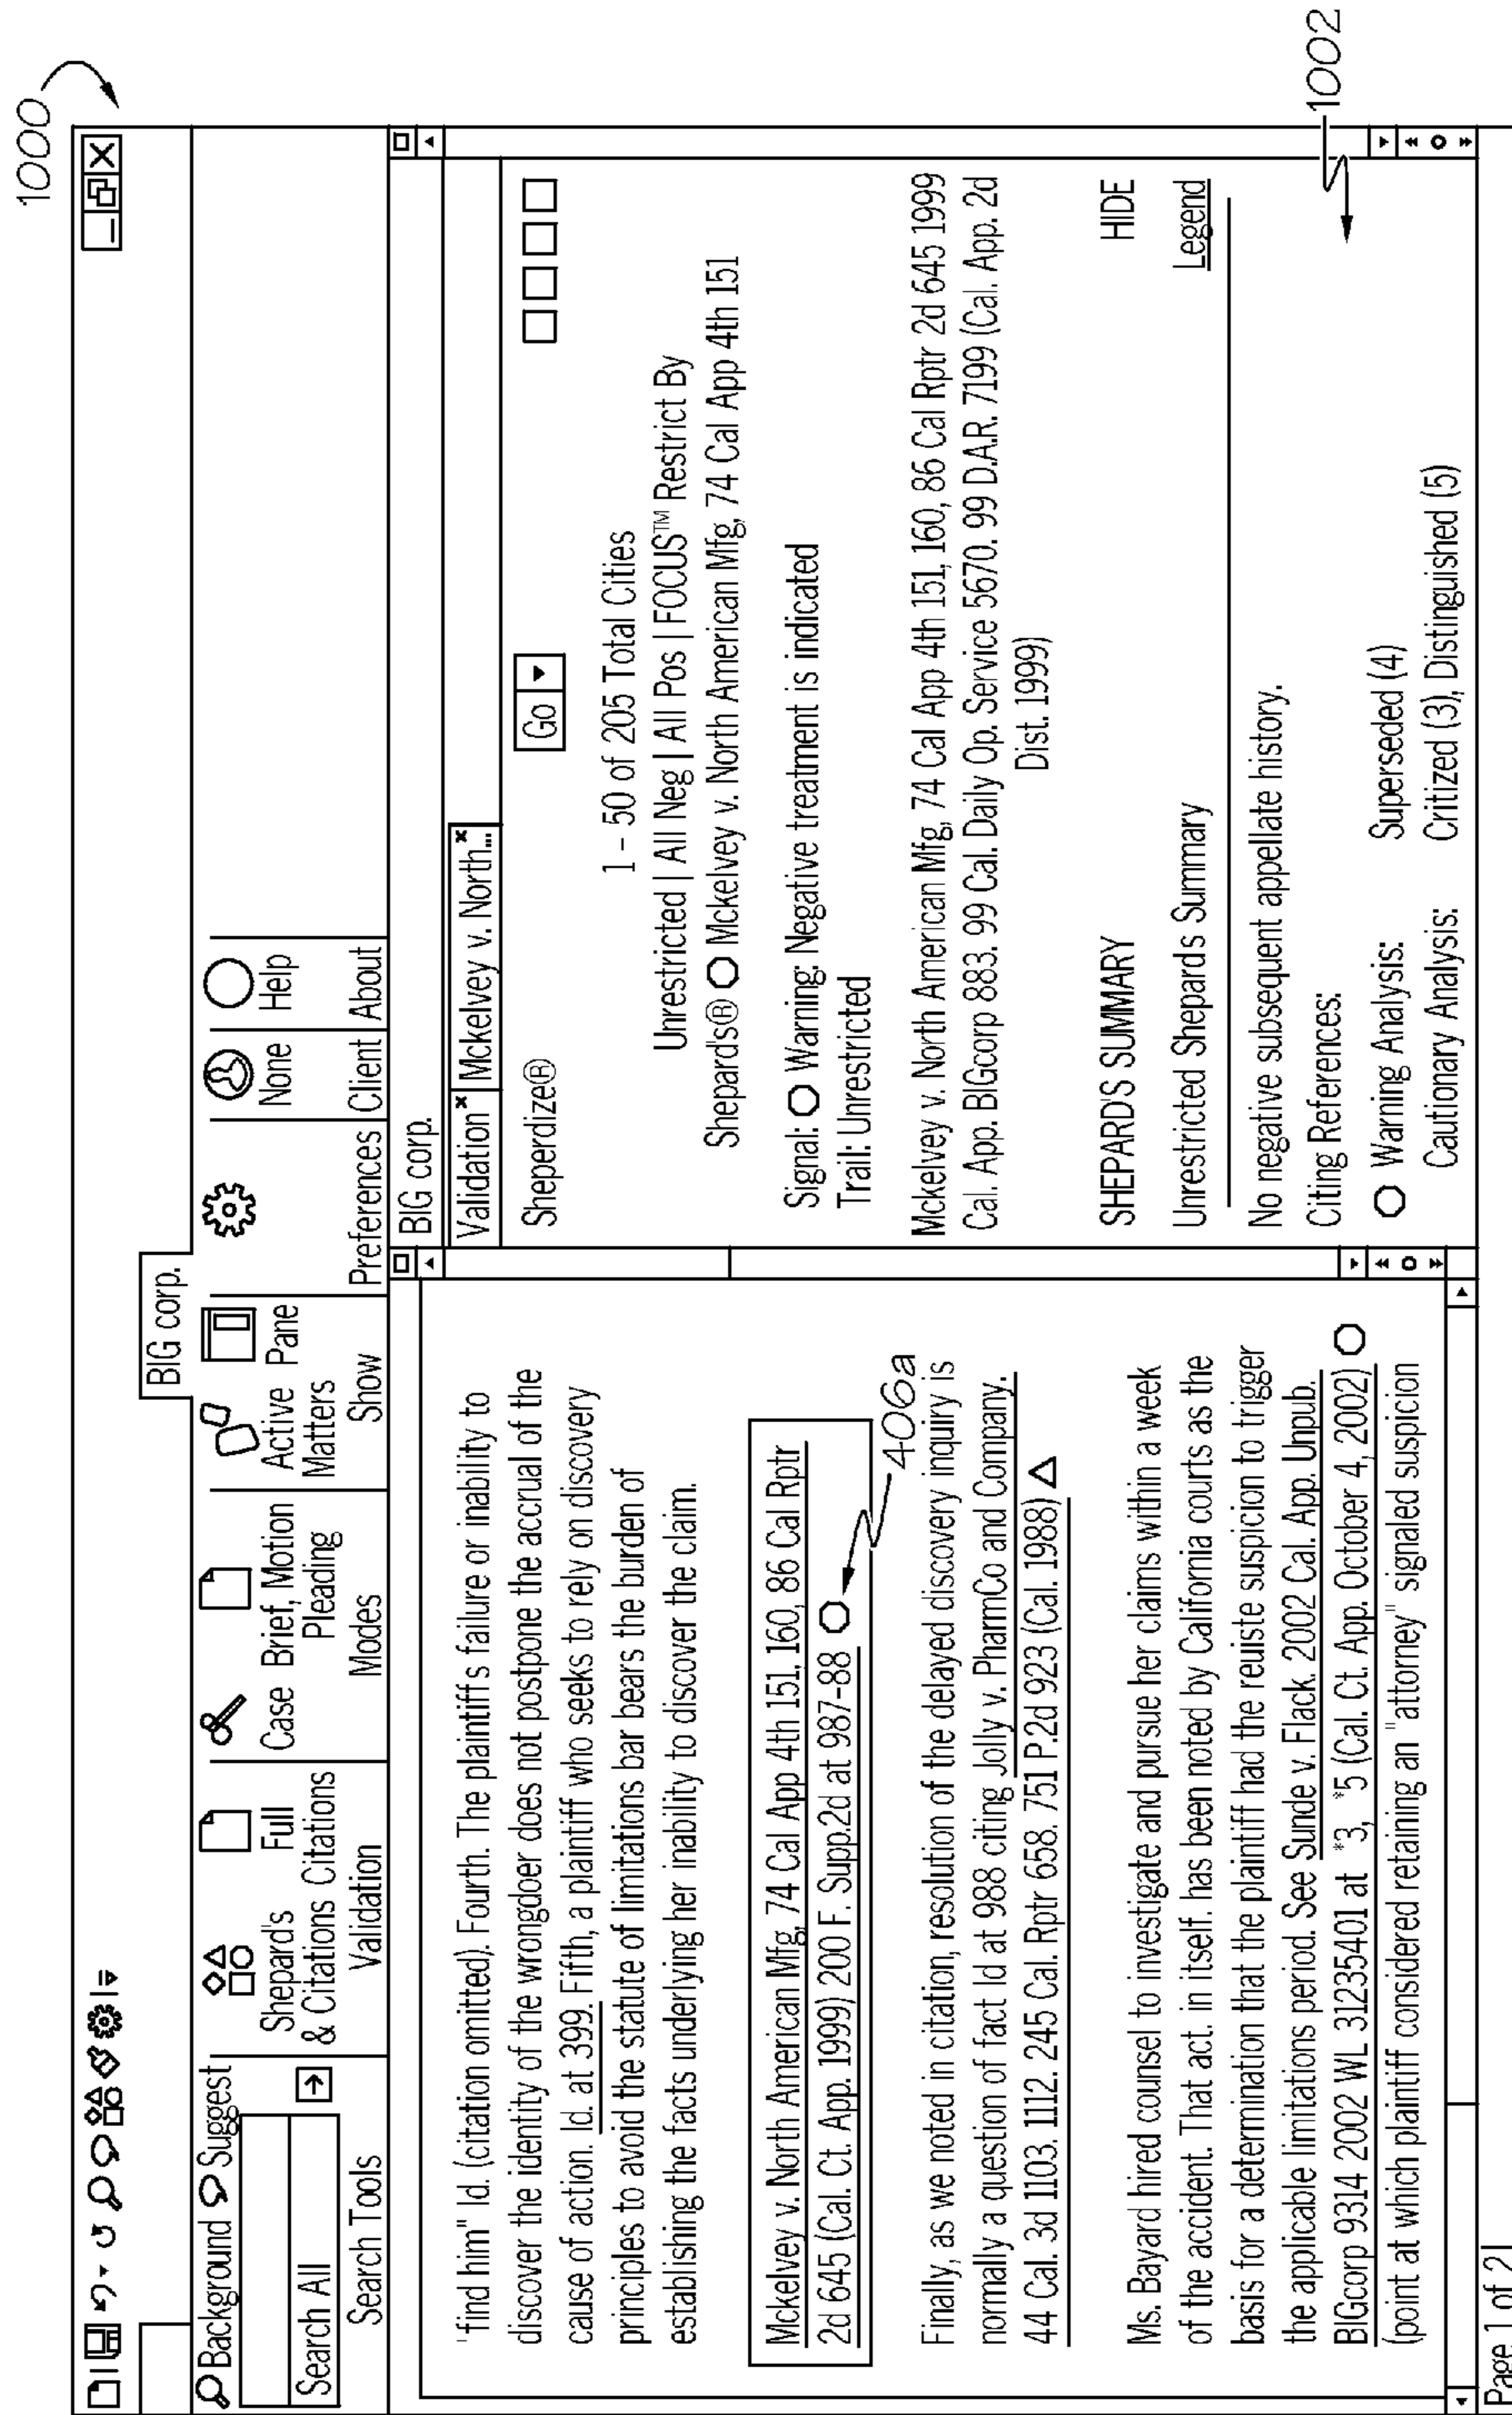 1000
BIG corp.
Background Suggest
Search All
Search Tools
Shepard's Full
& Citations Citations
Validation
Case Brief, Motion
Pleading
Modes
Active Pane
Matters
Show
Preferences
None
Client
Help
About
'find him" Id. (citation omitted). Fourth. The plaintiff's failure or inability to
discover the identity of the wrongdoer does not postpone the accrual of the
cause of action. Id. at 399. Fifth, a plaintiff who seeks to rely on discovery
principles to avoid the statute of limitations bar bears the burden of
establishing the facts underlying her inability to discover the claim.
Mckelvey v. North American Mfg, 74 Cal App 4th 151, 160, 86 Cal Rptr
2d 645 (Cal. Ct. App. 1999) 200 F. Supp.2d at 987-88
406a
Finally, as we noted in citation, resolution of the delayed discovery inquiry is
normally a question of fact Id at 988 citing Jolly v. PharmCo and Company.
44 Cal. 3d 1103. 1112. 245 Cal. Rptr 658. 751 P.2d 923 (Cal. 1988)
Ms. Bayard hired counsel to investigate and pursue her claims within a week
of the accident. That act. in itself. has been noted by California courts as the
basis for a determination that the plaintiff had the reuiste suspicion to trigger
the applicable limitations period. See Sunde v. Flack. 2002 Cal. App. Unpub.
BIGcorp 9314 2002 WL 31235401 at *3, *5 (Cal. Ct. App. October 4, 2002)
(point at which plaintiff considered retaining an "attorney" signaled suspicion
Page 1 of 2
BIG corp.
Validation x Mckelvey v. North... x
Sheperdize® Go
1 - 50 of 205 Total Cities
Unrestricted | All Neg | All Pos | FOCUS™ Restrict By
Shepard's® Mckelvey v. North American Mfg, 74 Cal App 4th 151
Signal: Warning: Negative treatment is indicated
Trail: Unrestricted
Mckelvey v. North American Mfg, 74 Cal App 4th 151, 160, 86 Cal Rptr 2d 645 1999
Cal. App. BIGcorp 883. 99 Cal. Daily Op. Service 5670. 99 D.A.R. 7199 (Cal. App. 2d
Dist. 1999)
SHEPARD'S SUMMARY HIDE
Unrestricted Shepards Summary Legend
No negative subsequent appellate history.
Citing References:
1002
Warning Analysis: Superseded (4)
Cautionary Analysis: Critized (3), Distinguished (5)